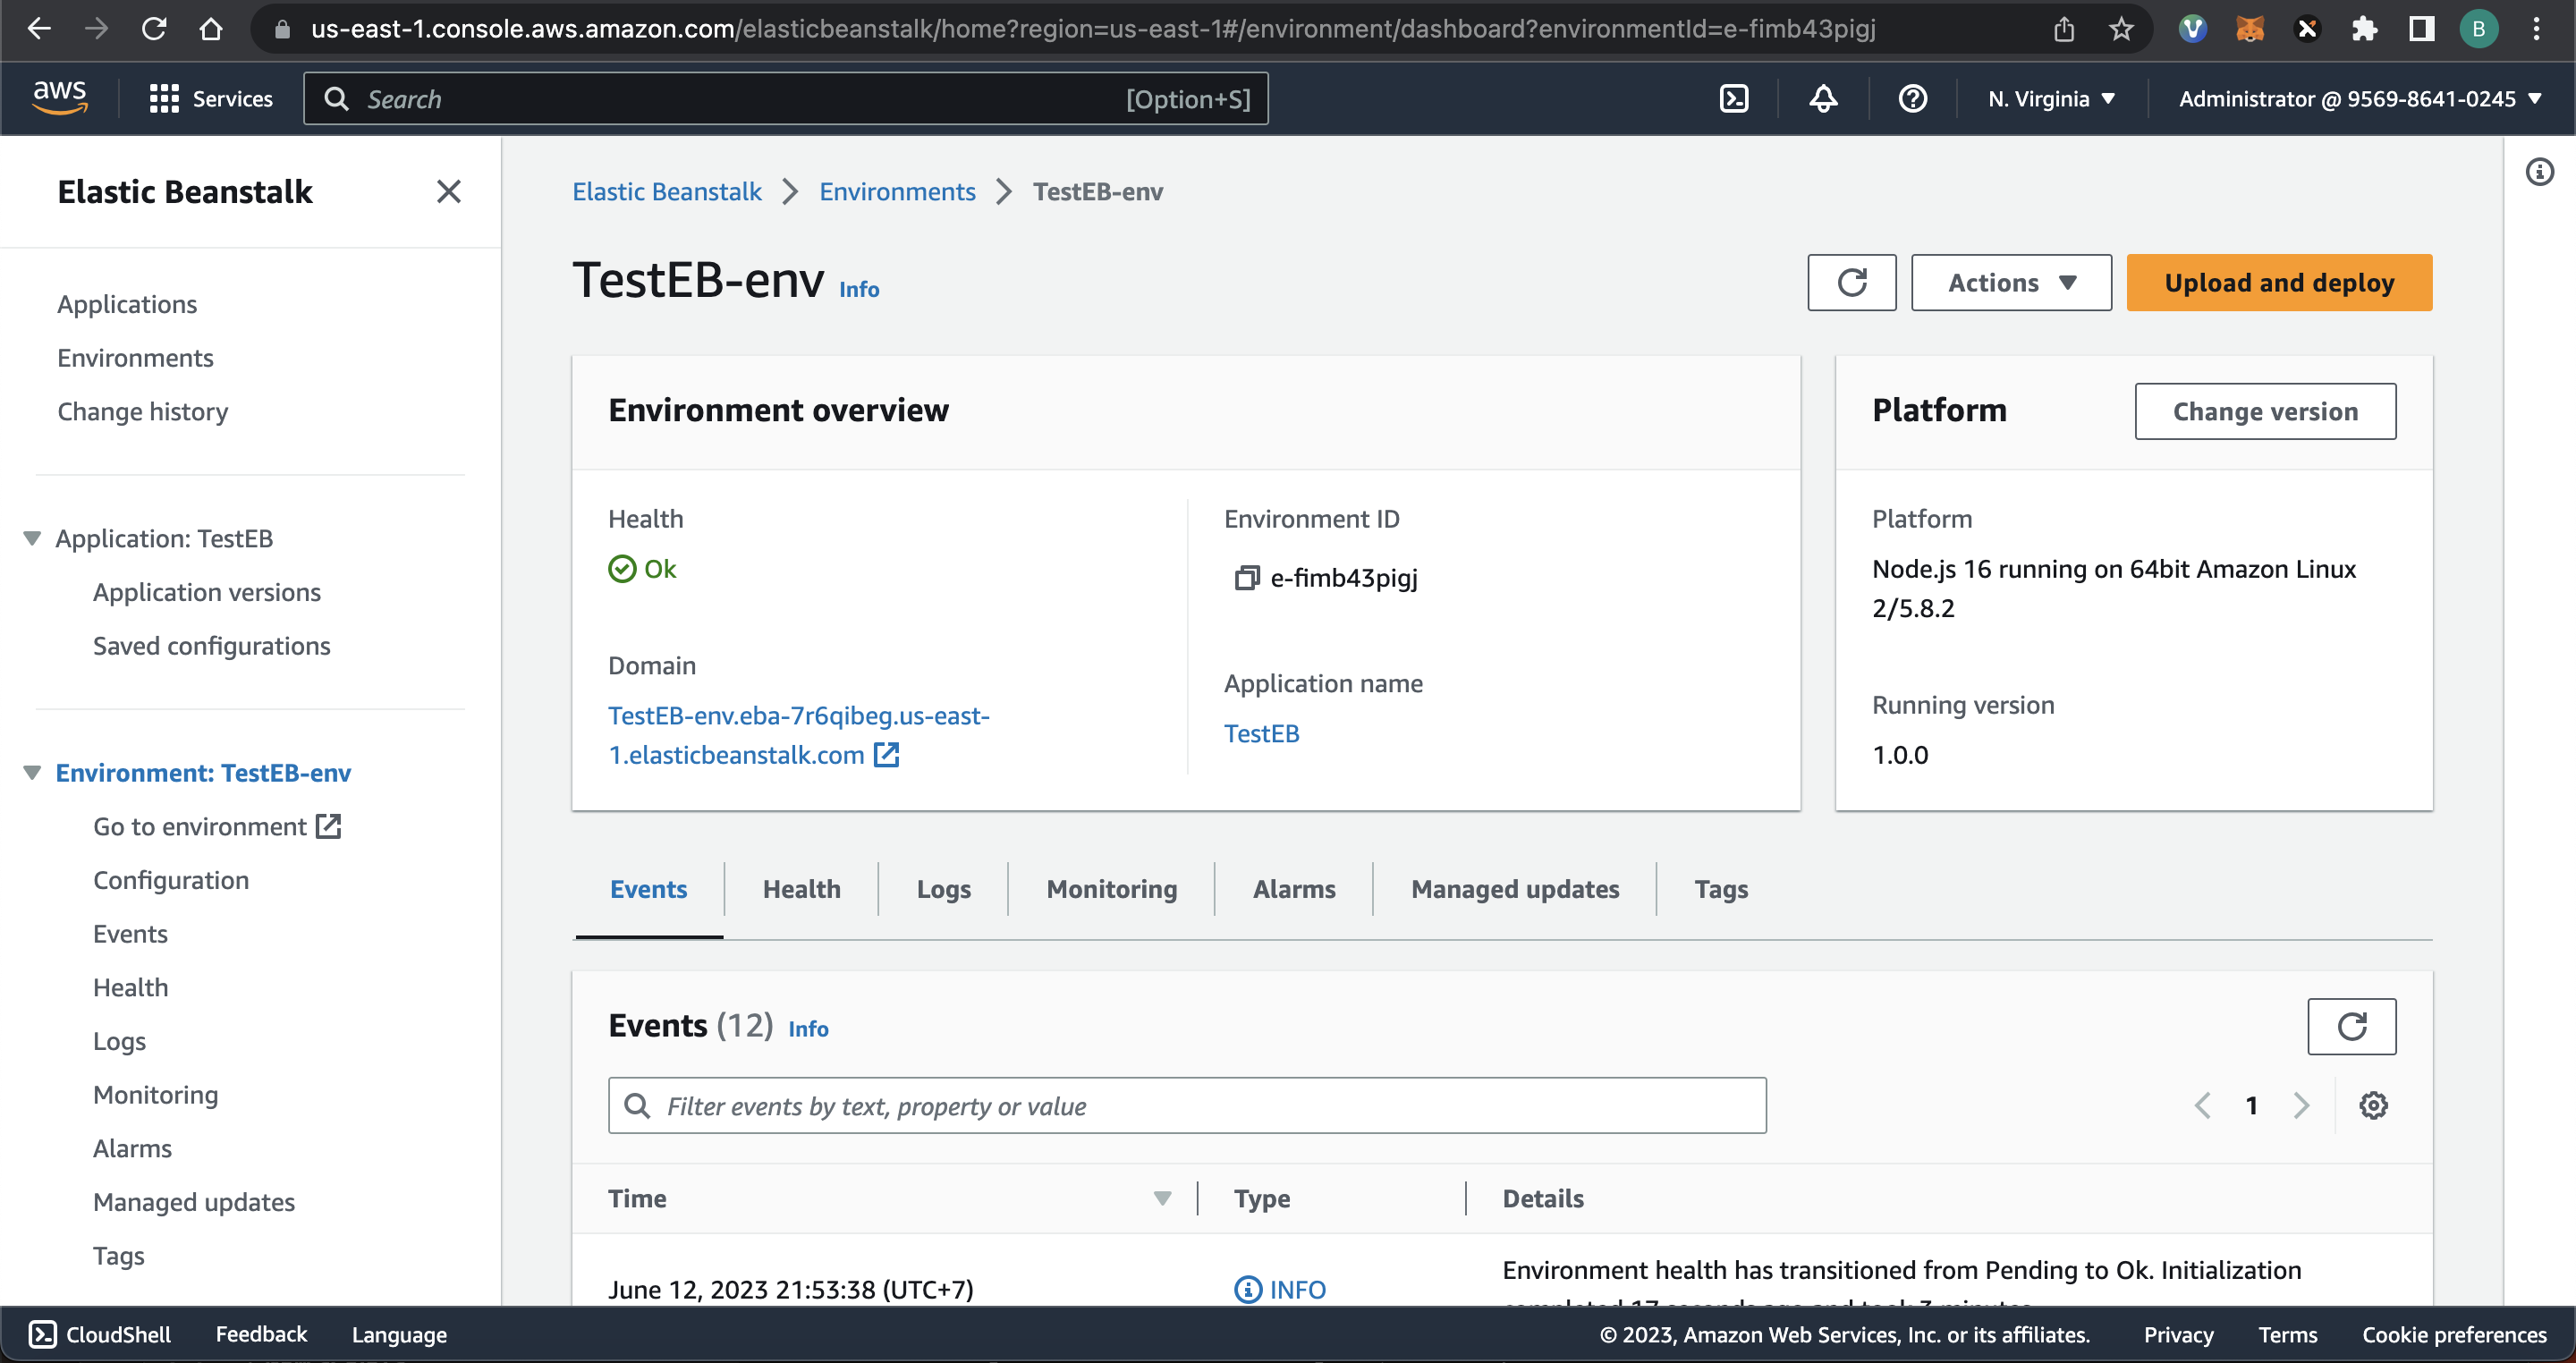 us-east-1.console.aws.amazon.com/elasticbeanstalk/home?region=us-east-1#/environment/dashboard?environmentId=e-fimb43pigj
B
aws
Services
Search
[Option+S]
N. Virginia
Administrator @ 9569-8641-0245
Elastic Beanstalk
Applications
Environments
Change history
Application: TestEB
Application versions
Saved configurations
Environment: TestEB-env
Go to environment
Configuration
Events
Health
Logs
Monitoring
Alarms
Managed updates
Tags
Elastic Beanstalk
Environments
TestEB-env
TestEB-env Info
Actions
Upload and deploy
Environment overview
Health
Ok
Domain
TestEB-env.eba-7r6qibeg.us-east-
1.elasticbeanstalk.com
Environment ID
e-fimb43pigj
Application name
TestEB
Platform
Change version
Platform
Node.js 16 running on 64bit Amazon Linux
2/5.8.2
Running version
1.0.0
Events
Health
Logs
Monitoring
Alarms
Managed updates
Tags
Events (12) Info
Filter events by text, property or value
1
Time
Type
Details
June 12, 2023 21:53:38 (UTC+7)
INFO
Environment health has transitioned from Pending to Ok. Initialization
completed 17 seconds ago and took 3 minutes.
CloudShell
Feedback
Language
© 2023, Amazon Web Services, Inc. or its affiliates.
Privacy
Terms
Cookie preferences